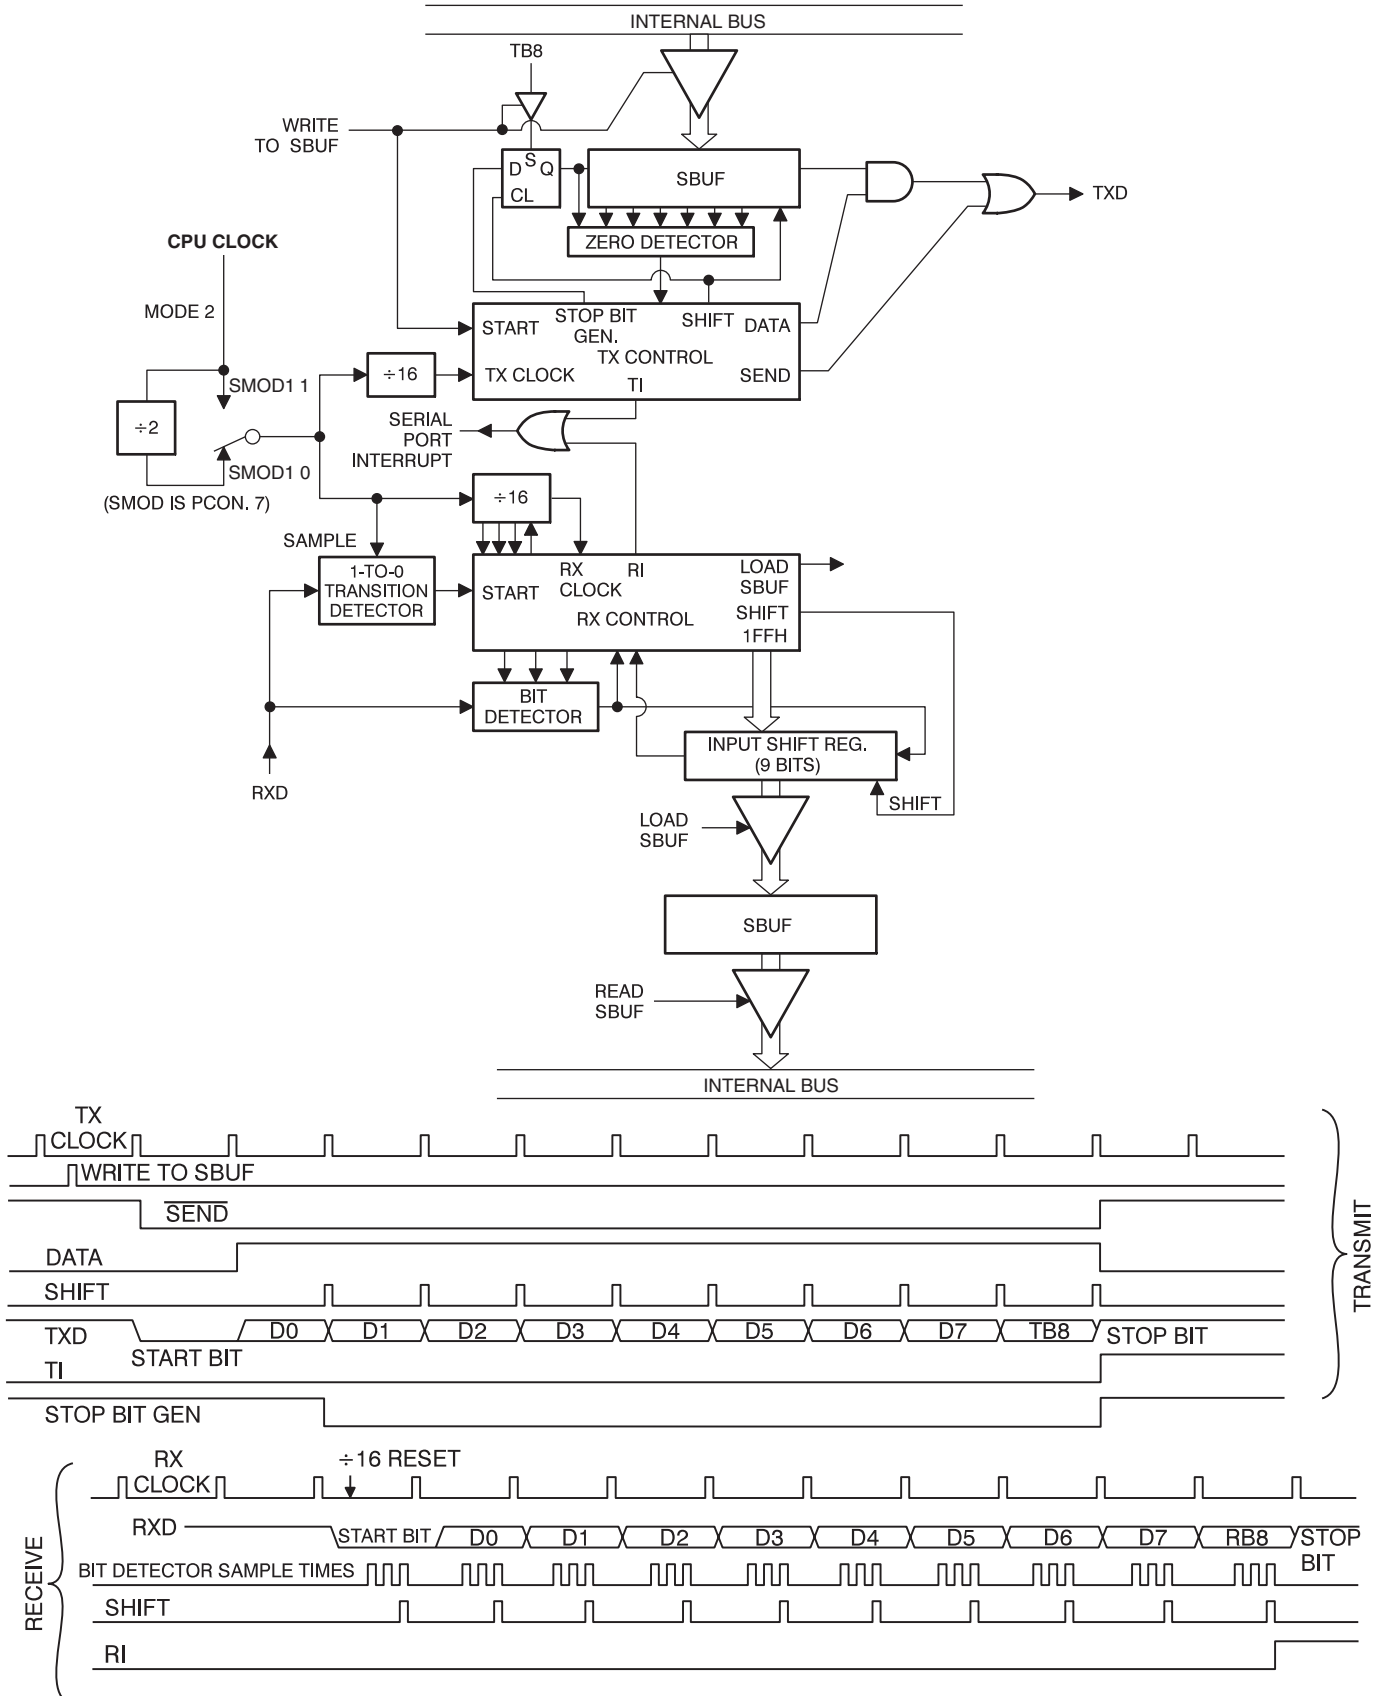 INTERNAL BUS
TB8
WRITE
TO SBUF
D S Q
CL
SBUF
TXD
ZERO DETECTOR
CPU CLOCK
MODE 2
÷2
SMOD1 1
SMOD1 0
(SMOD IS PCON. 7)
÷16
START
STOP BIT
GEN.
SHIFT
DATA
TX CONTROL
TX CLOCK
TI
SEND
SERIAL
PORT
INTERRUPT
÷16
SAMPLE
1-TO-0
TRANSITION
DETECTOR
START
RX
CLOCK
RI
LOAD
SBUF
RX CONTROL
SHIFT
1FFH
BIT
DETECTOR
INPUT SHIFT REG.
(9 BITS)
RXD
SHIFT
LOAD
SBUF
SBUF
READ
SBUF
INTERNAL BUS
TX
CLOCK
WRITE TO SBUF
SEND
DATA
SHIFT
TXD
START BIT
D0 D1 D2 D3 D4 D5 D6 D7 TB8
STOP BIT
TI
STOP BIT GEN
TRANSMIT
RX
CLOCK
÷16 RESET
RXD
START BIT
D0 D1 D2 D3 D4 D5 D6 D7 RB8
STOP
BIT
BIT DETECTOR SAMPLE TIMES
SHIFT
RI
RECEIVE